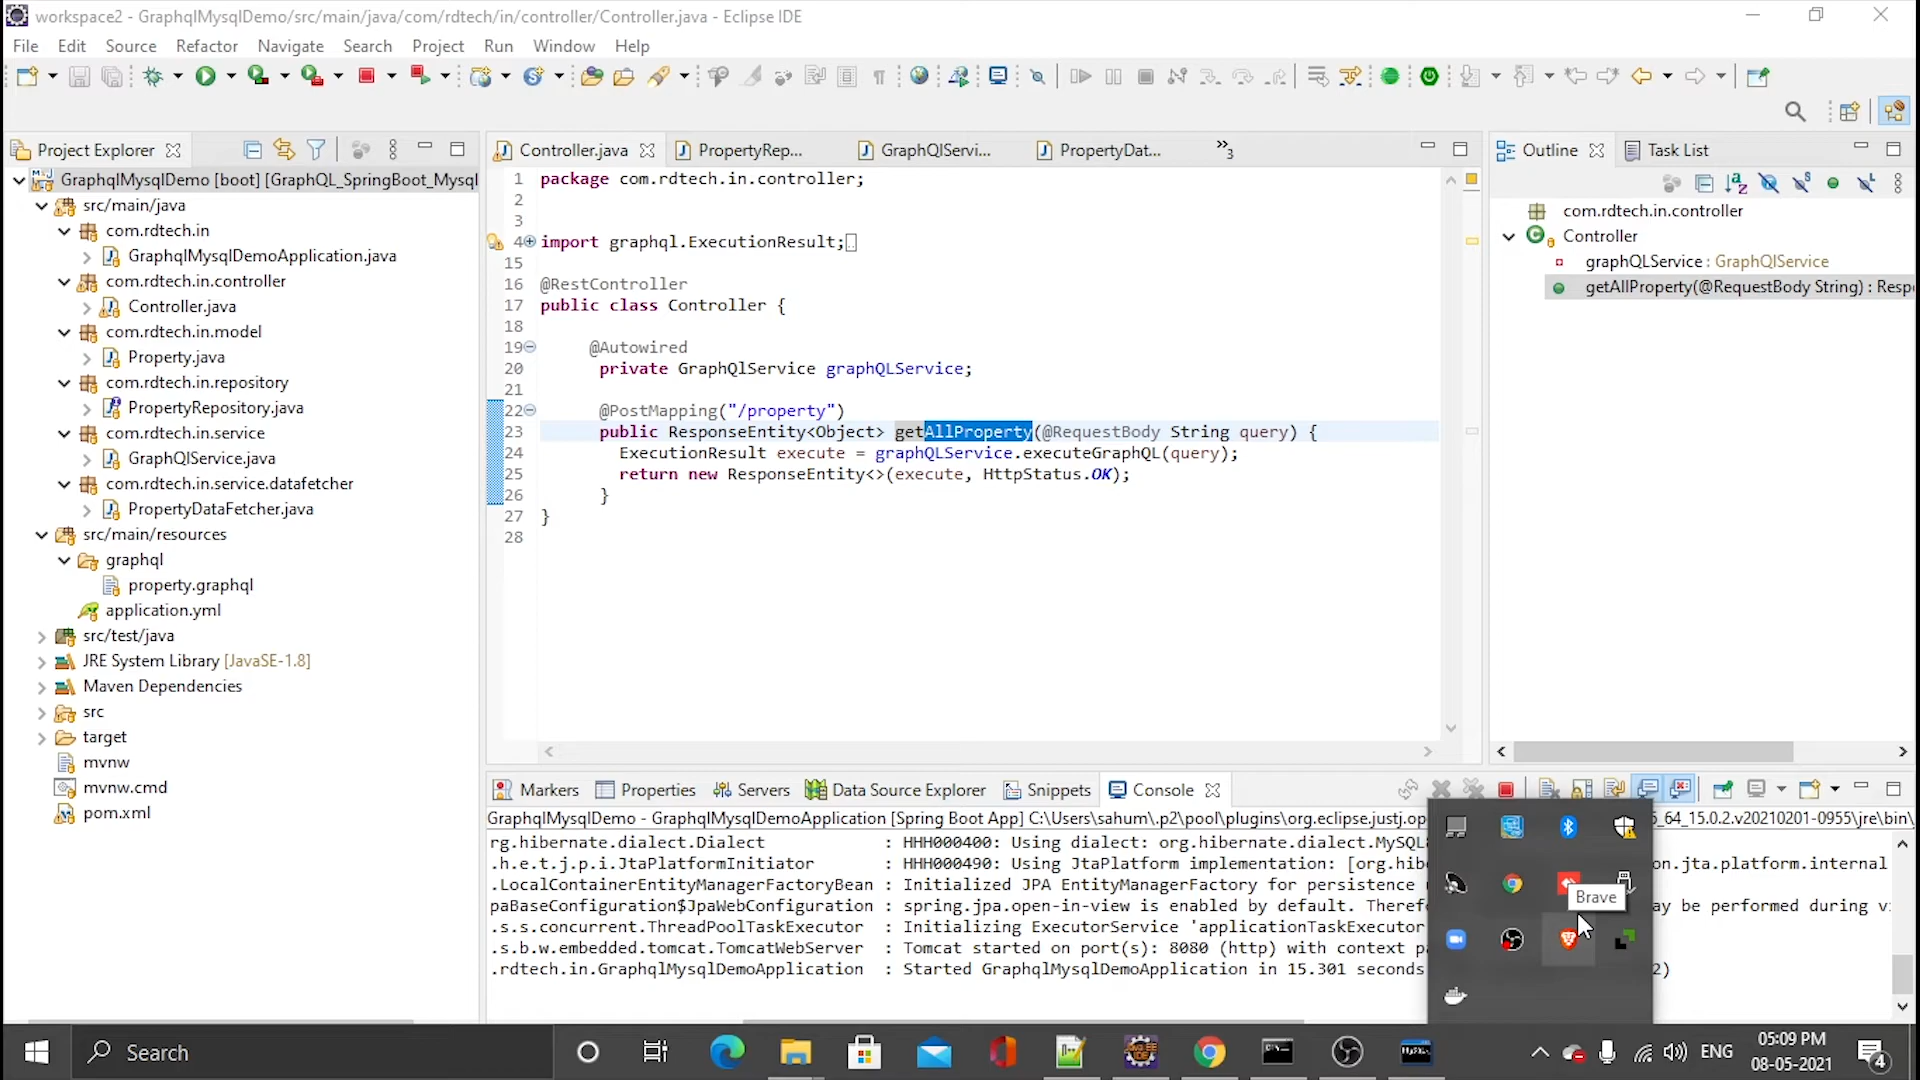 workspace2 - GraphqlMysqlDemo/src/main/java/com/rdtech/in/controller/Controller.java - Eclipse IDE
File Edit Source Refactor Navigate Search Project Run Window Help
Project Explorer
GraphqlMysqlDemo [boot] [GraphQL_SpringBoot_Mysql
src/main/java
com.rdtech.in
GraphqlMysqlDemoApplication.java
com.rdtech.in.controller
Controller.java
com.rdtech.in.model
Property.java
com.rdtech.in.repository
PropertyRepository.java
com.rdtech.in.service
GraphQlService.java
com.rdtech.in.service.datafetcher
PropertyDataFetcher.java
src/main/resources
graphql
property.graphql
application.yml
src/test/java
JRE System Library [JavaSE-1.8]
Maven Dependencies
src
target
mvnw
mvnw.cmd
pom.xml
Controller.java PropertyRep... GraphQlServi... PropertyDat... »3
1 package com.rdtech.in.controller;
2
3
4 import graphql.ExecutionResult;
15
16 @RestController
17 public class Controller {
18
19 @Autowired
20 private GraphQlService graphQLService;
21
22 @PostMapping("/property")
23 public ResponseEntity<Object> getAllProperty(@RequestBody String query) {
24 ExecutionResult execute = graphQLService.executeGraphQL(query);
25 return new ResponseEntity<>(execute, HttpStatus.OK);
26 }
27 }
28
Outline Task List
com.rdtech.in.controller
Controller
graphQLService : GraphQlService
getAllProperty(@RequestBody String) : Resp
Markers Properties Servers Data Source Explorer Snippets Console
GraphqlMysqlDemo - GraphqlMysqlDemoApplication [Spring Boot App] C:\Users\sahum\.p2\pool\plugins\org.eclipse.justj.op 6_64_15.0.2.v20210201-0955\jre\bin\
rg.hibernate.dialect.Dialect : HHH000400: Using dialect: org.hibernate.dialect.MySQL
.h.e.t.j.p.i.JtaPlatformInitiator : HHH000490: Using JtaPlatform implementation: [org.hib on.jta.platform.internal
.LocalContainerEntityManagerFactoryBean : Initialized JPA EntityManagerFactory for persistence
paBaseConfiguration$JpaWebConfiguration : spring.jpa.open-in-view is enabled by default. Theref ay be performed during v
.s.s.concurrent.ThreadPoolTaskExecutor : Initializing ExecutorService 'applicationTaskExecutor
.s.b.w.embedded.tomcat.TomcatWebServer : Tomcat started on port(s): 8080 (http) with context pa
.rdtech.in.GraphqlMysqlDemoApplication : Started GraphqlMysqlDemoApplication in 15.301 seconds 2)
Brave
Search
ENG
05:09 PM
08-05-2021
4